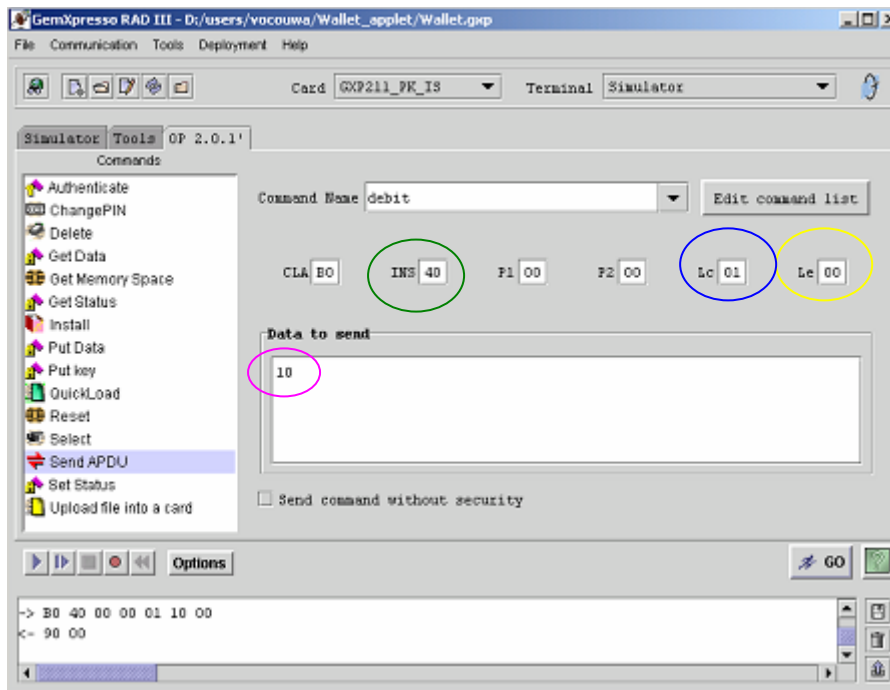 GemXpresso RAD III - D:/users/vocouwa/Wallet_applet/Wallet.gxp
File Communication Tools Deployment Help
Card GXP211_PK_IS Terminal Simulator
Simulator Tools OP 2.0.1'
Commands
Authenticate
ChangePIN
Delete
Get Data
Get Memory Space
Get Status
Install
Put Data
Put key
QuickLoad
Reset
Select
Send APDU
Set Status
Upload file into a card
Command Name debit Edit command list
CLA B0 INS 40 P1 00 P2 00 Lc 01 Le 00
Data to send
10
Send command without security
Options GO
-> B0 40 00 00 01 10 00
<- 90 00